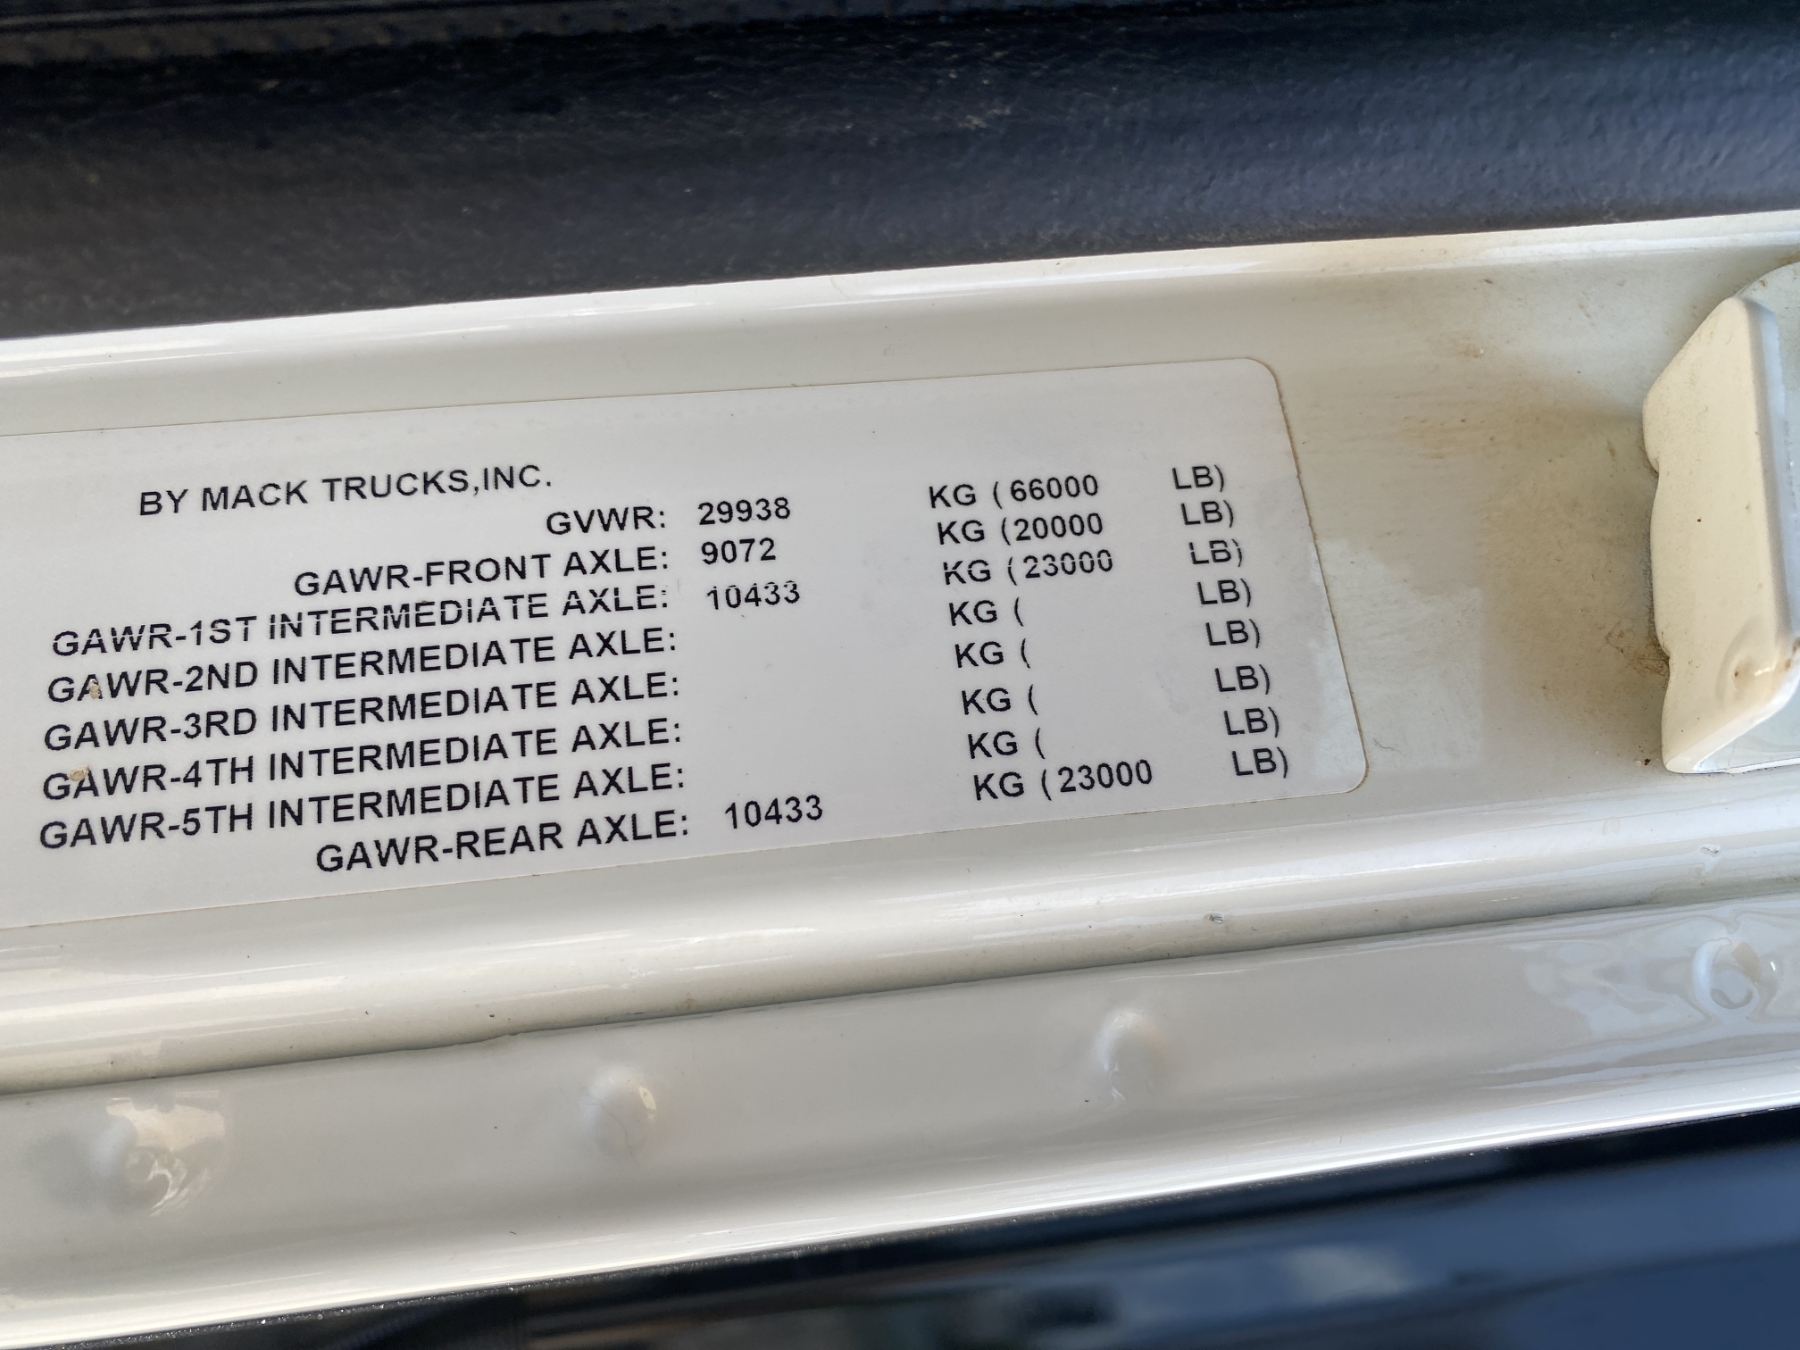 BY MACK TRUCKS,INC.
GVWR: 29938 KG (66000 LB)
GAWR-FRONT AXLE: 9072 KG (20000 LB)
GAWR-1ST INTERMEDIATE AXLE: 10433 KG (23000 LB)
GAWR-2ND INTERMEDIATE AXLE: KG ( LB)
GAWR-3RD INTERMEDIATE AXLE: KG ( LB)
GAWR-4TH INTERMEDIATE AXLE: KG ( LB)
GAWR-5TH INTERMEDIATE AXLE: KG ( LB)
GAWR-REAR AXLE: 10433 KG (23000 LB)